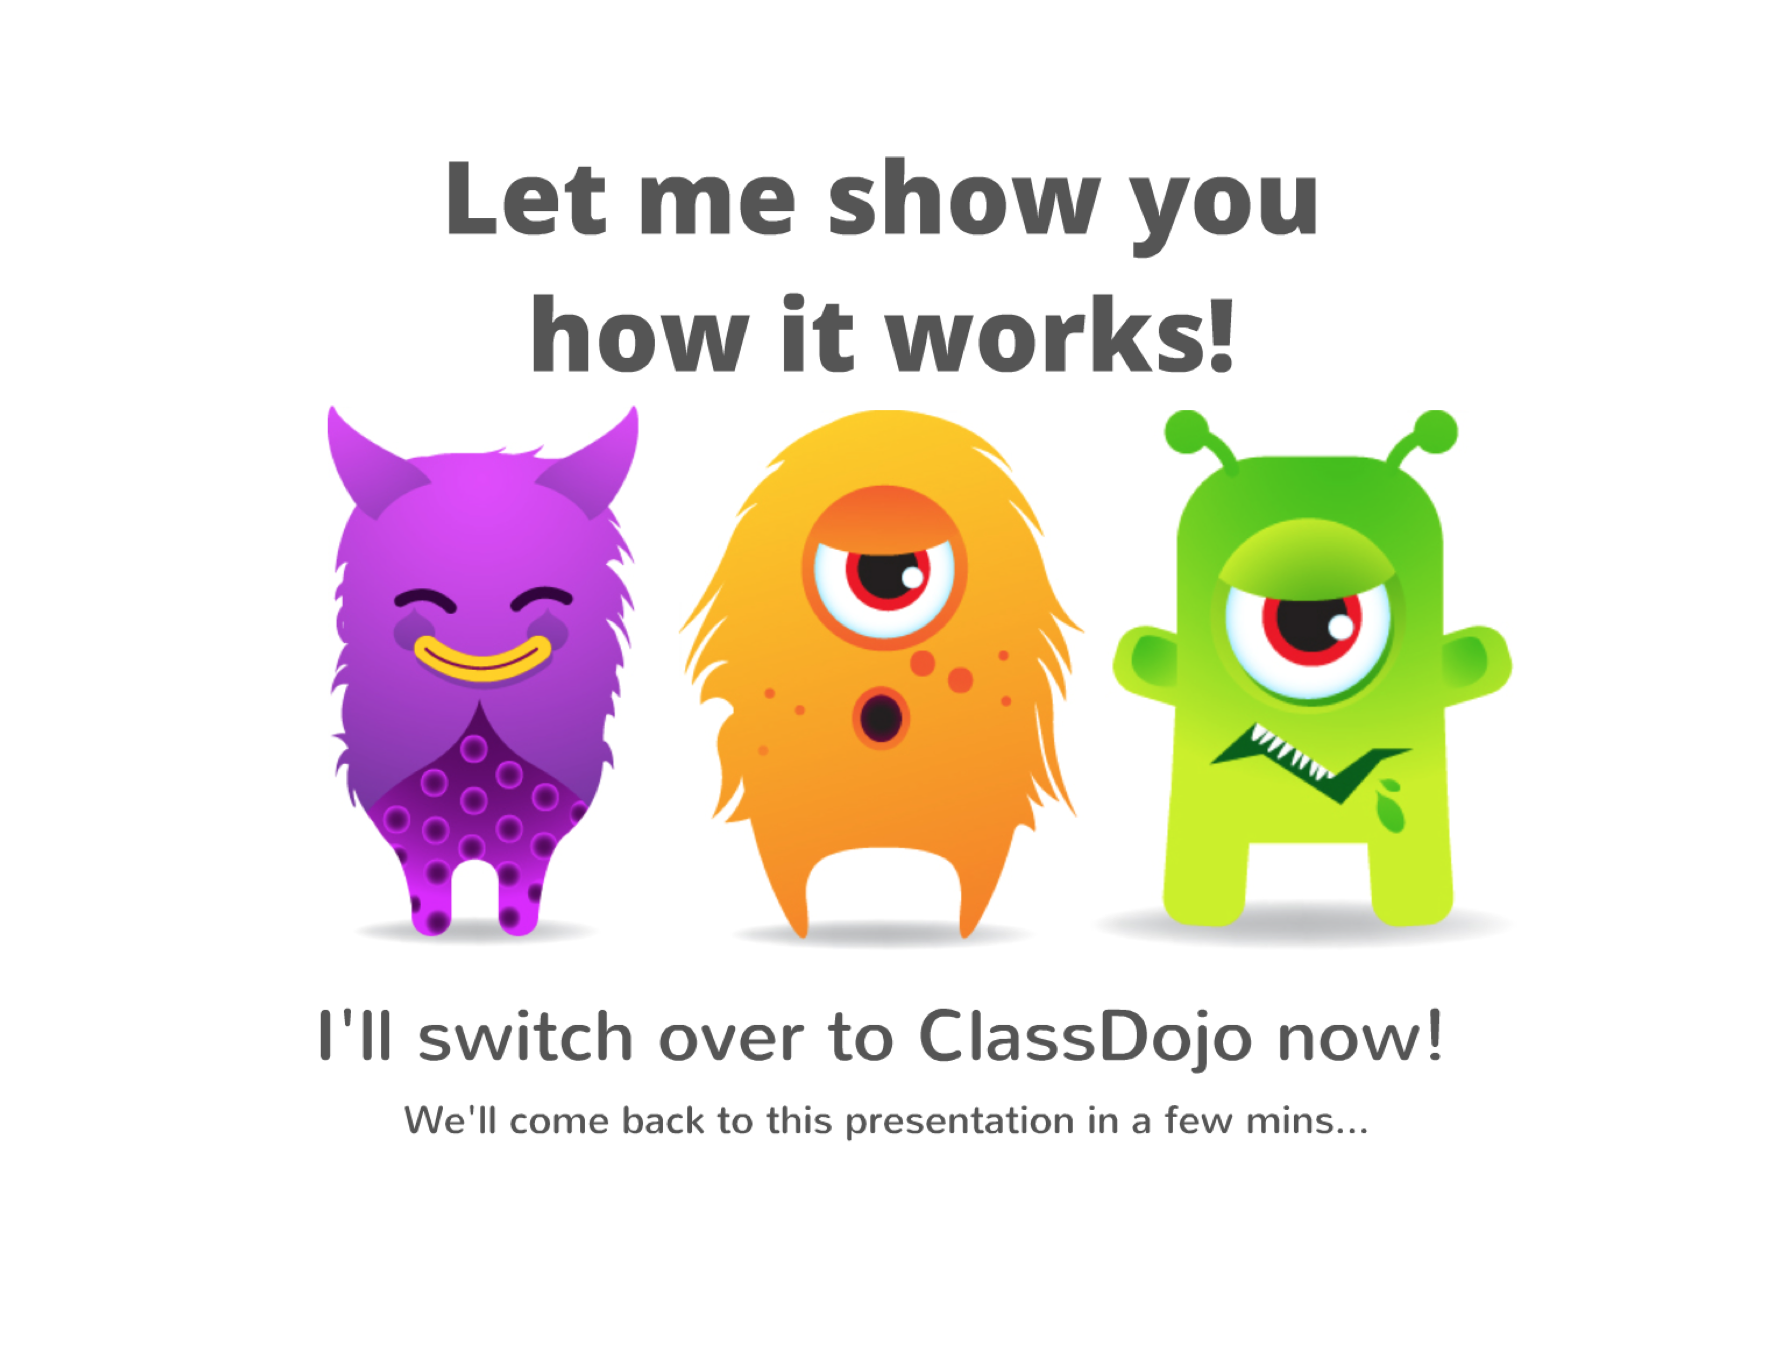 Let me show you
how it works!
I'll switch over to ClassDojo now!
We'll come back to this presentation in a few mins...